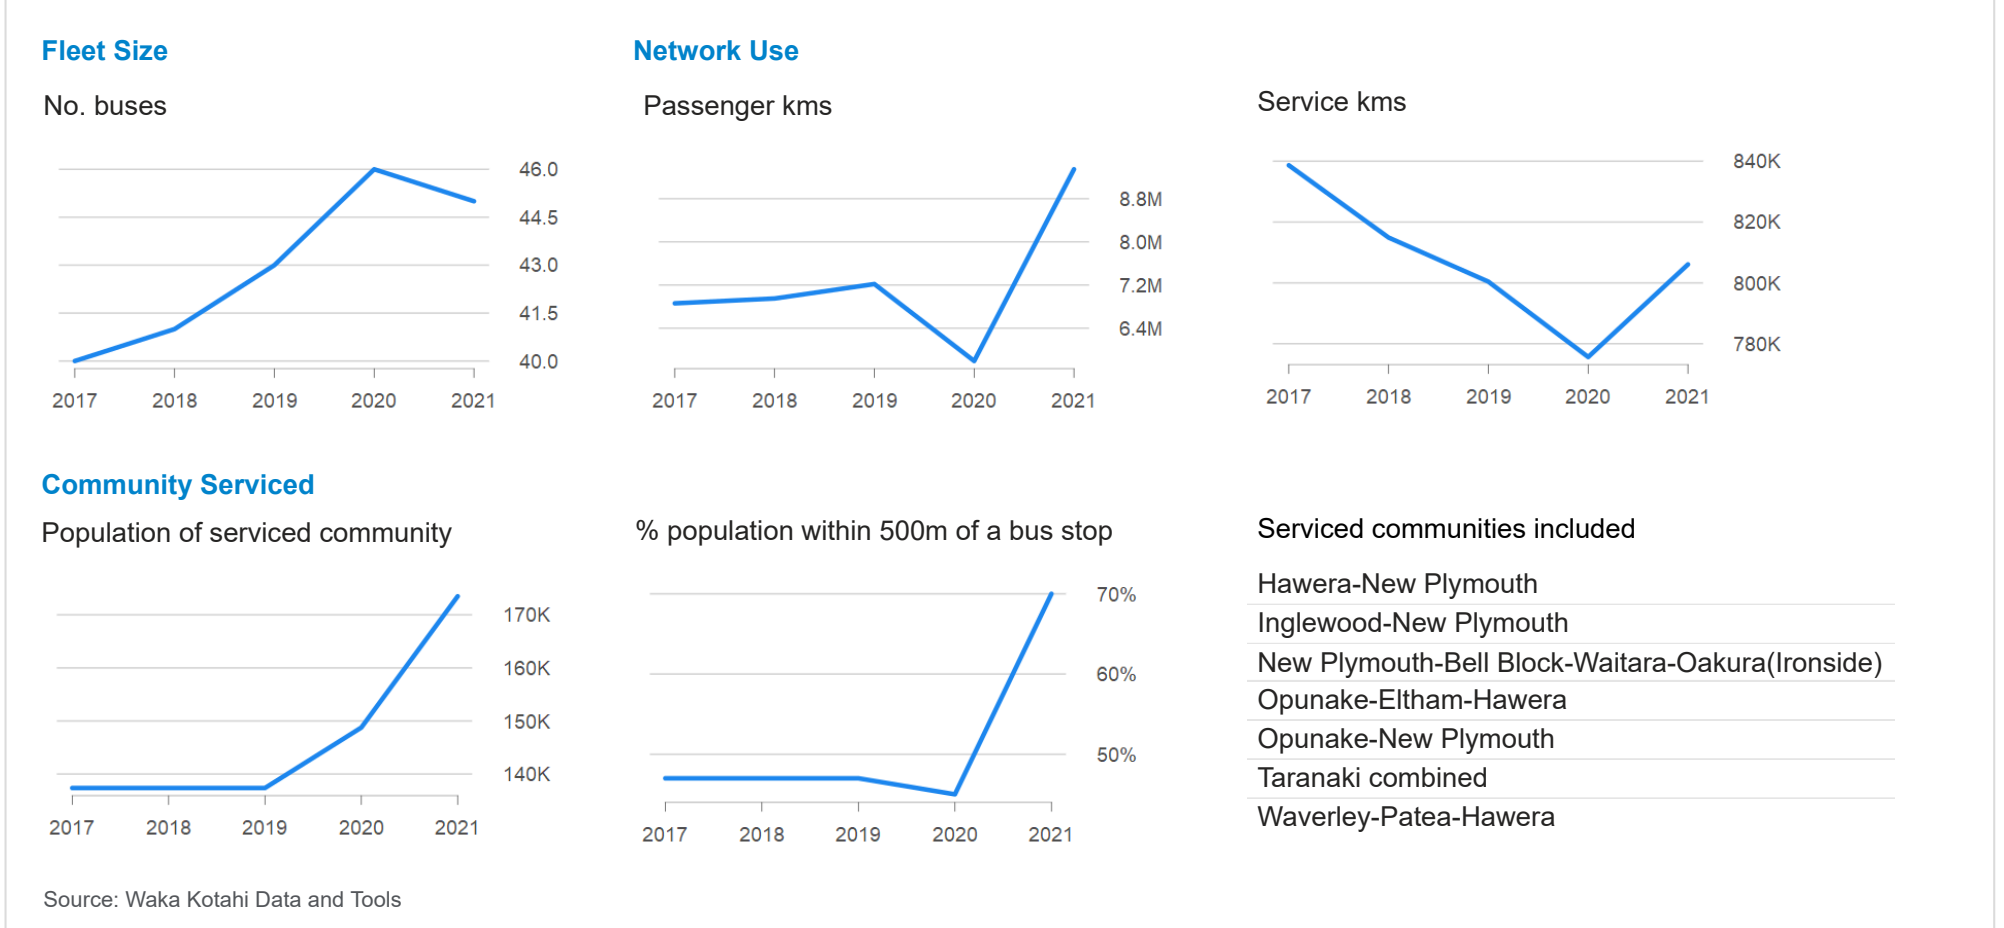 Fleet Size
No. buses
46.0
44.5
43.0
41.5
40.0
2017 2018 2019 2020 2021
Network Use
Passenger kms
8.8M
8.0M
7.2M
6.4M
2017 2018 2019 2020 2021
Service kms
840K
820K
800K
780K
2017 2018 2019 2020 2021
Community Serviced
Population of serviced community
170K
160K
150K
140K
2017 2018 2019 2020 2021
% population within 500m of a bus stop
70%
60%
50%
2017 2018 2019 2020 2021
Serviced communities included
Hawera-New Plymouth
Inglewood-New Plymouth
New Plymouth-Bell Block-Waitara-Oakura(Ironside)
Opunake-Eltham-Hawera
Opunake-New Plymouth
Taranaki combined
Waverley-Patea-Hawera
Source: Waka Kotahi Data and Tools